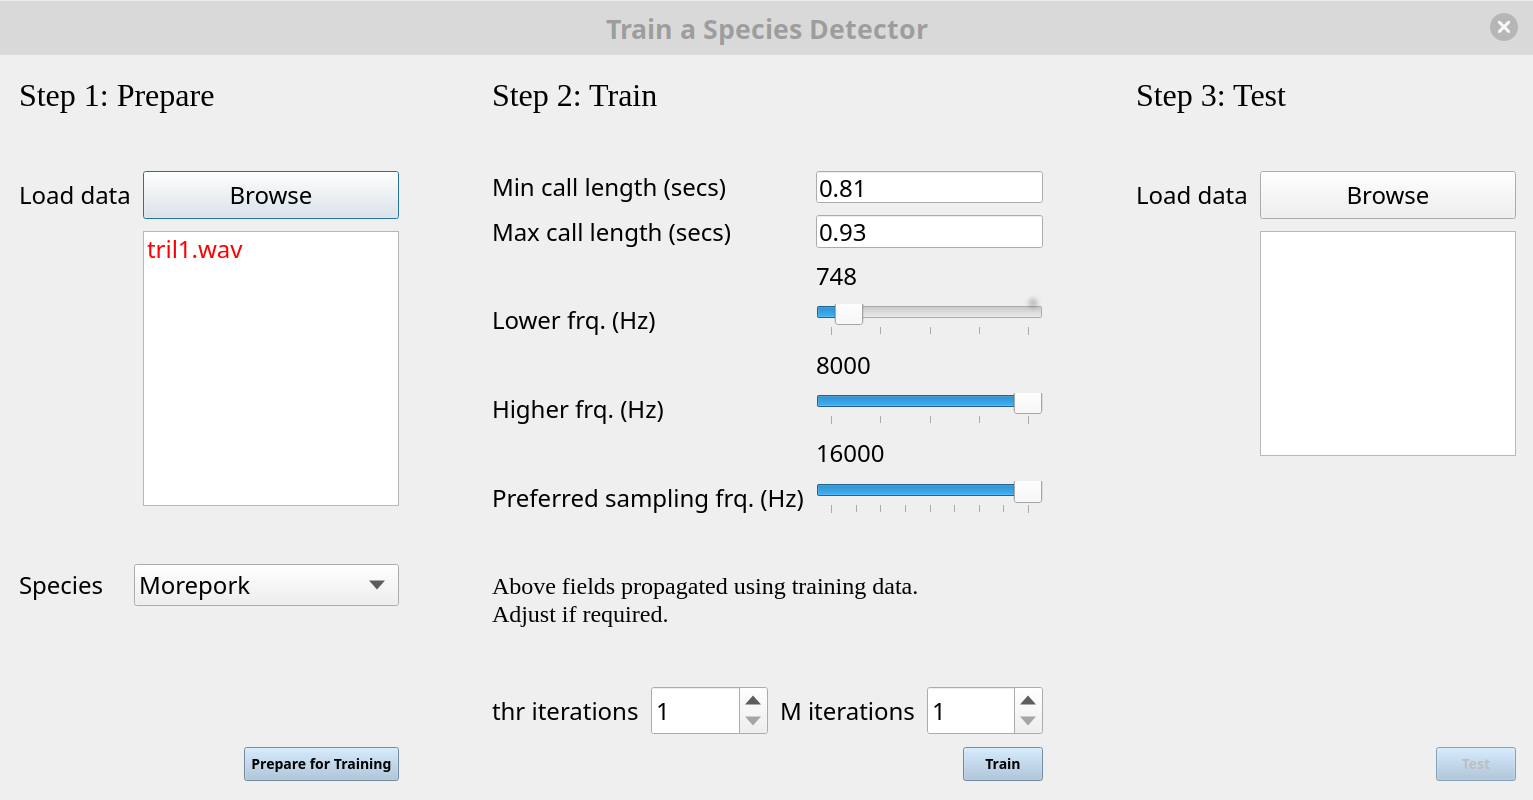 Train a Species Detector
Step 1: Prepare
Load data
Browse
tril1.wav
Species
Morepork
Prepare for Training
Step 2: Train
Min call length (secs)
0.81
Max call length (secs)
0.93
748
Lower frq. (Hz)
8000
Higher frq. (Hz)
16000
Preferred sampling frq. (Hz)
Above fields propagated using training data.
Adjust if required.
thr iterations
1
M iterations
1
Train
Step 3: Test
Load data
Browse
Test